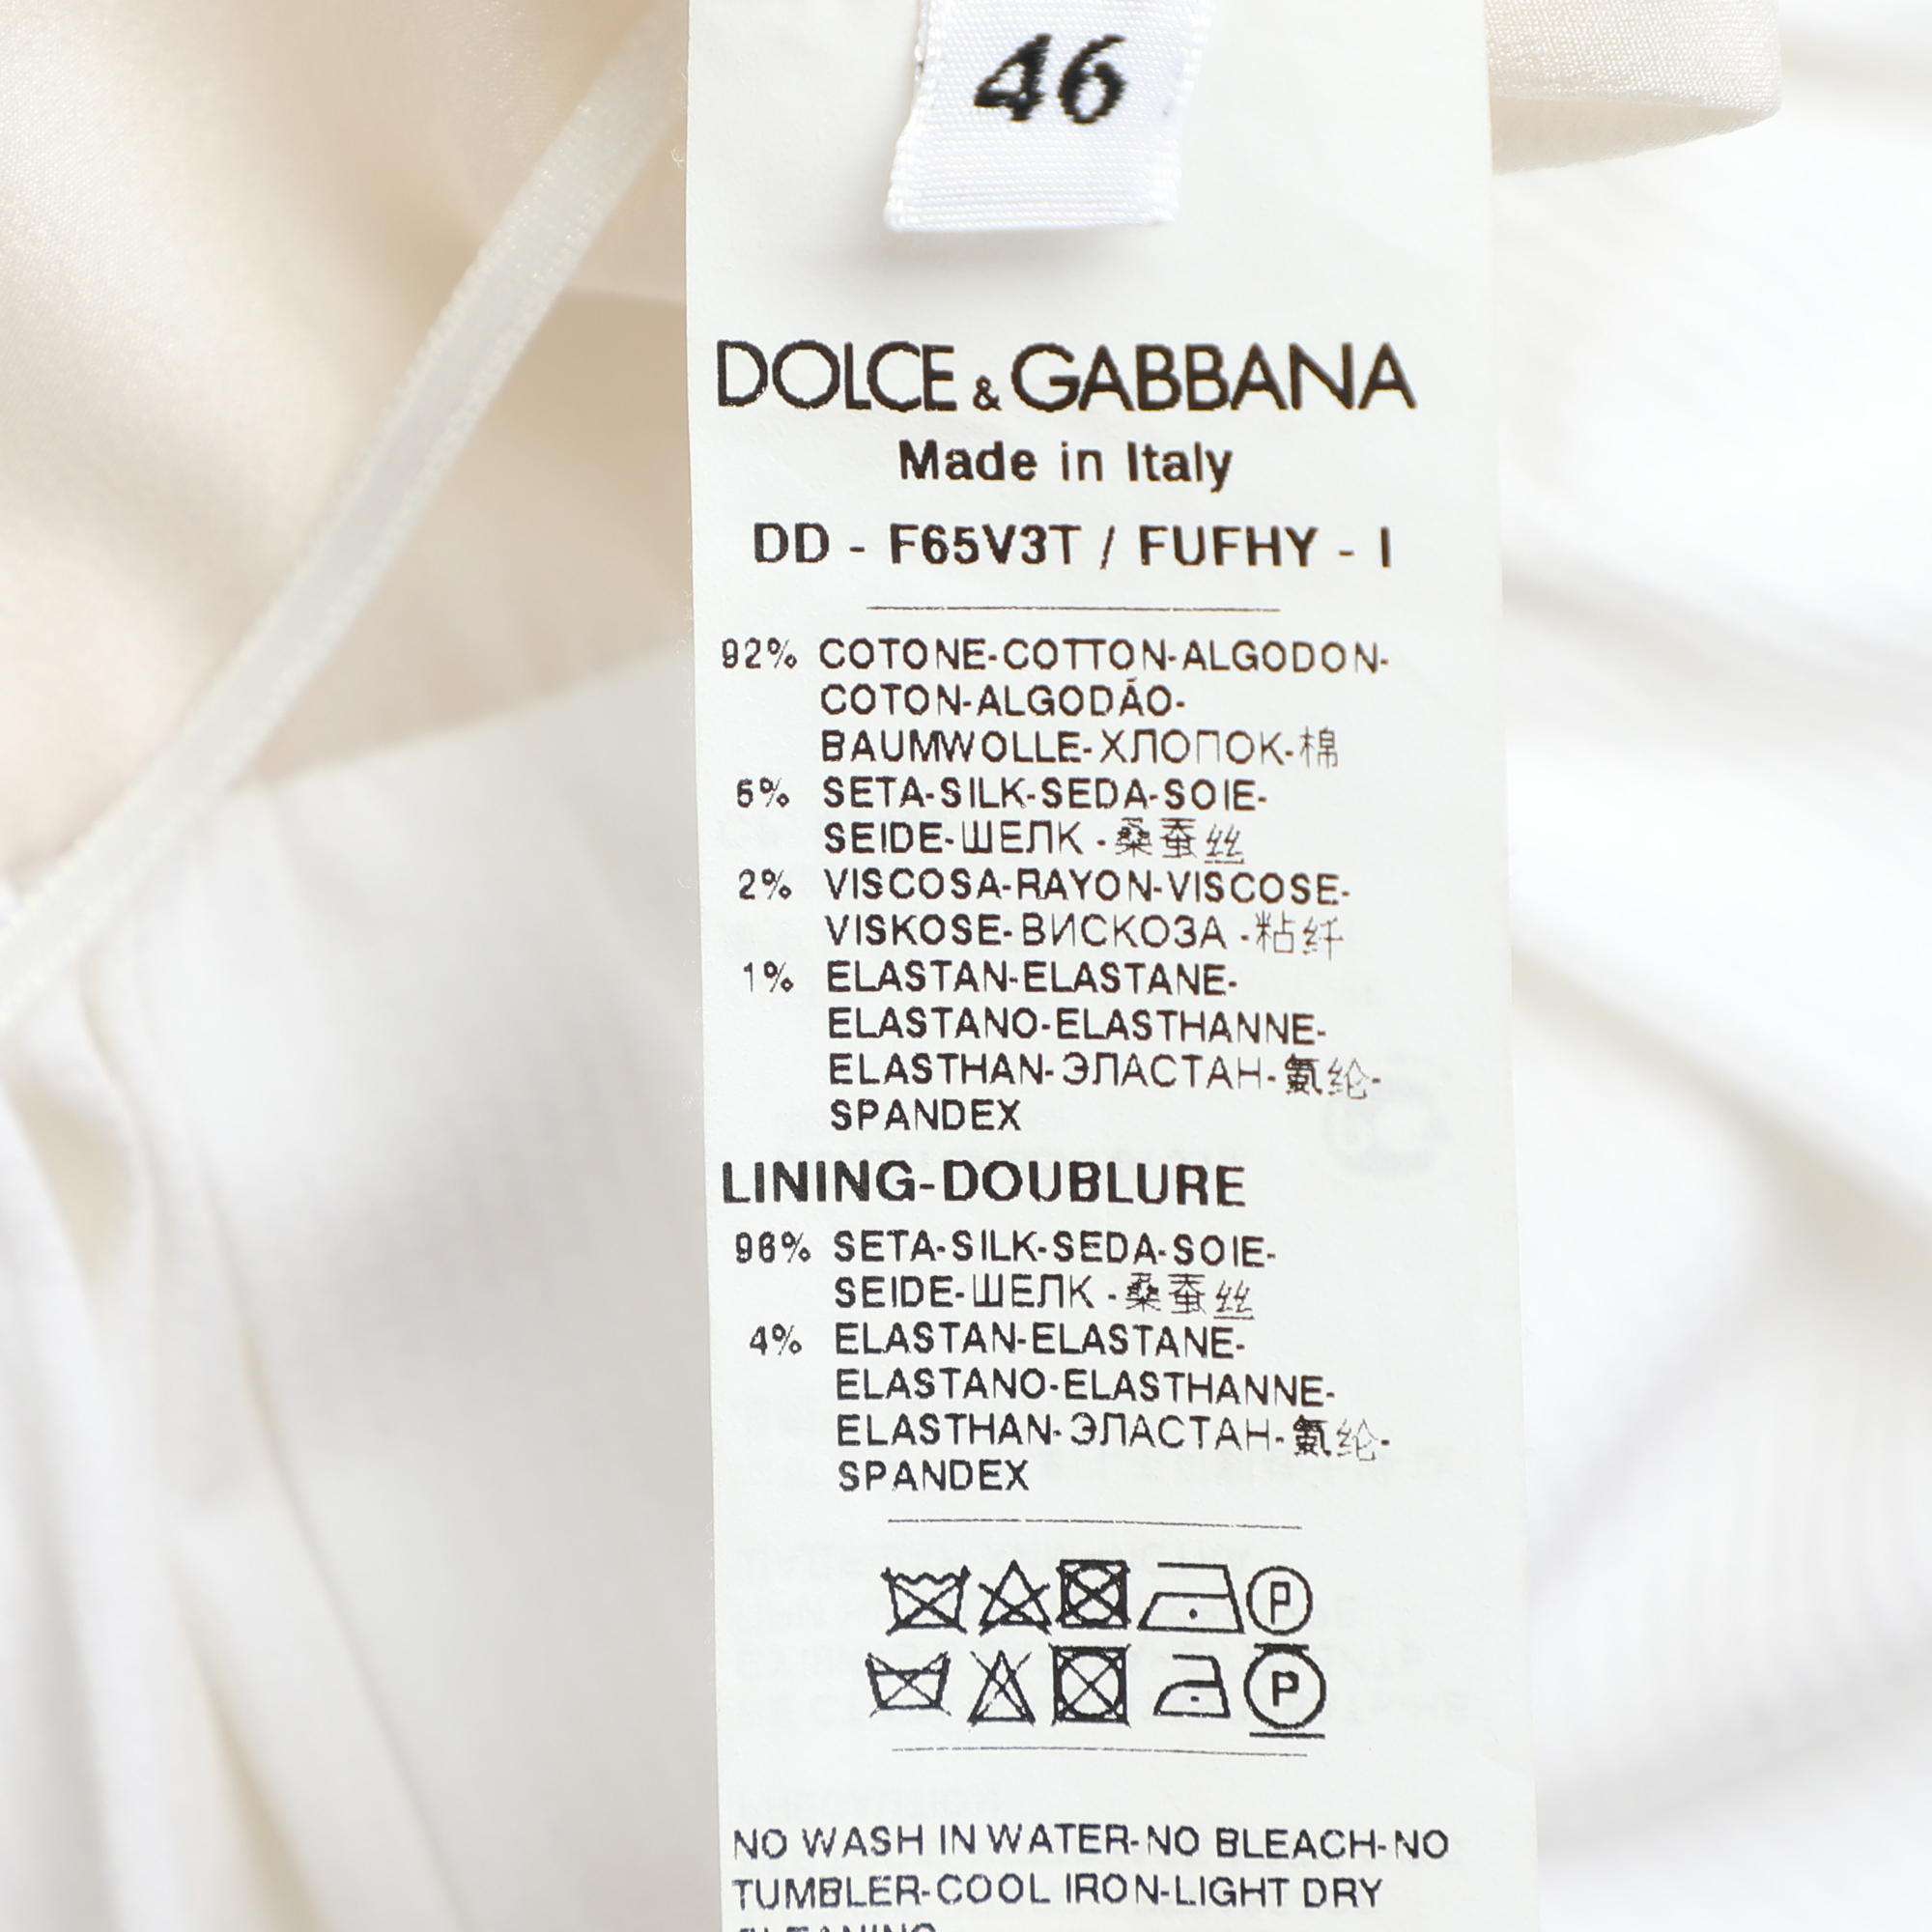 46
DOLCE & GABBANA
Made in Italy
DD - F65V3T / FUFHY - I
92% COTONE-COTTON-ALGODON-
COTON-ALGODÃO-
BAUMWOLLE-ХЛОПОК-棉
5% SETA-SILK-SEDA-SOIE-
SEIDE-ШЕЛК-桑蚕丝
2% VISCOSA-RAYON-VISCOSE-
VISKOSE-ВИСКОЗА-粘纤
1% ELASTAN-ELASTANE-
ELASTANO-ELASTHANNE-
ELASTHAN-ЭЛАСТАН-氨纶-
SPANDEX
LINING-DOUBLURE
96% SETA-SILK-SEDA-SOIE-
SEIDE-ШЕЛК-桑蚕丝
4% ELASTAN-ELASTANE-
ELASTANO-ELASTHANNE-
ELASTHAN-ЭЛАСТАН-氨纶-
SPANDEX
P
P
NO WASH IN WATER-NO BLEACH-NO
TUMBLER-COOL IRON-LIGHT DRY